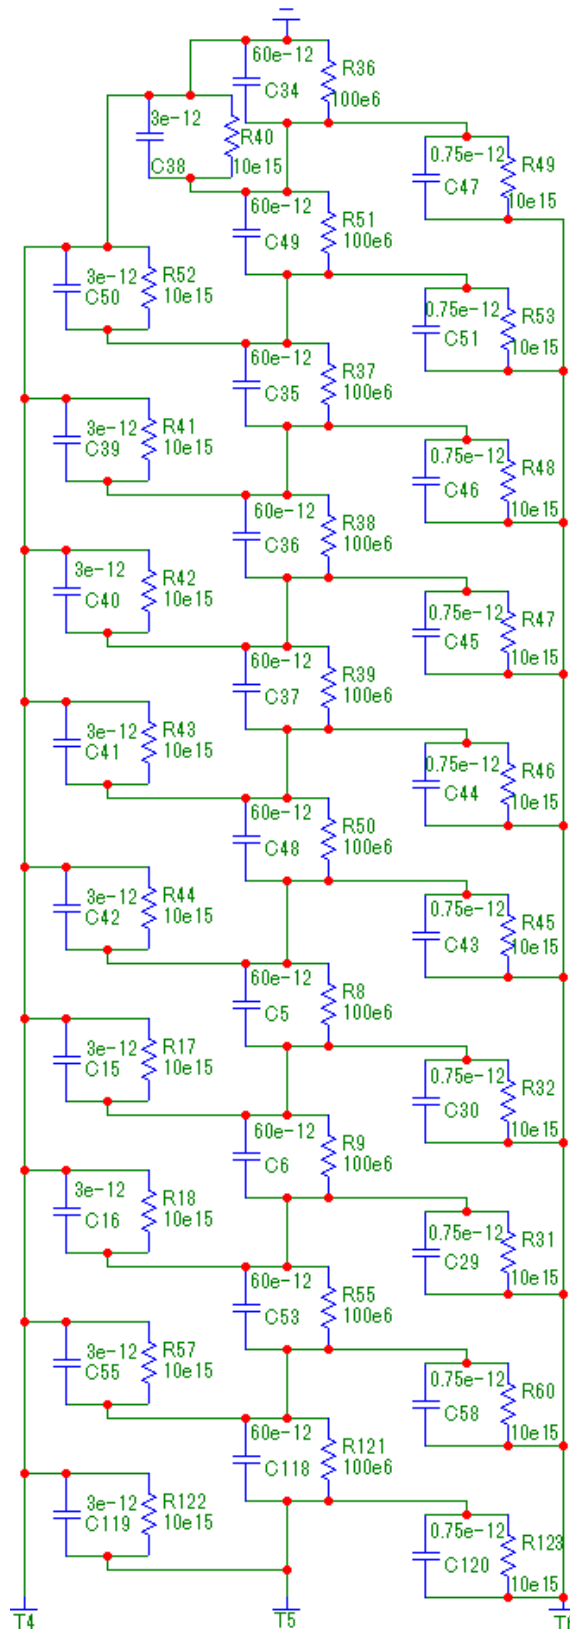 60e-12
R36
C34
100e6
3e-12
R40
C38
10e15
0.75e-12
R49
C47
10e15
60e-12
R51
C49
100e6
3e-12
R52
C50
10e15
0.75e-12
R53
C51
10e15
60e-12
R37
C35
100e6
3e-12
R41
C39
10e15
0.75e-12
R48
C46
10e15
60e-12
R38
C36
100e6
3e-12
R42
C40
10e15
0.75e-12
R47
C45
10e15
60e-12
R39
C37
100e6
3e-12
R43
C41
10e15
0.75e-12
R46
C44
10e15
60e-12
R50
C48
100e6
3e-12
R44
C42
10e15
0.75e-12
R45
C43
10e15
60e-12
R8
C5
100e6
3e-12
R17
C15
10e15
0.75e-12
R32
C30
10e15
60e-12
R9
C6
100e6
3e-12
R18
C16
10e15
0.75e-12
R31
C29
10e15
60e-12
R55
C53
100e6
3e-12
R57
C55
10e15
0.75e-12
R60
C58
10e15
60e-12
R121
C118
100e6
3e-12
R122
C119
10e15
0.75e-12
R123
C120
10e15
T4
T5